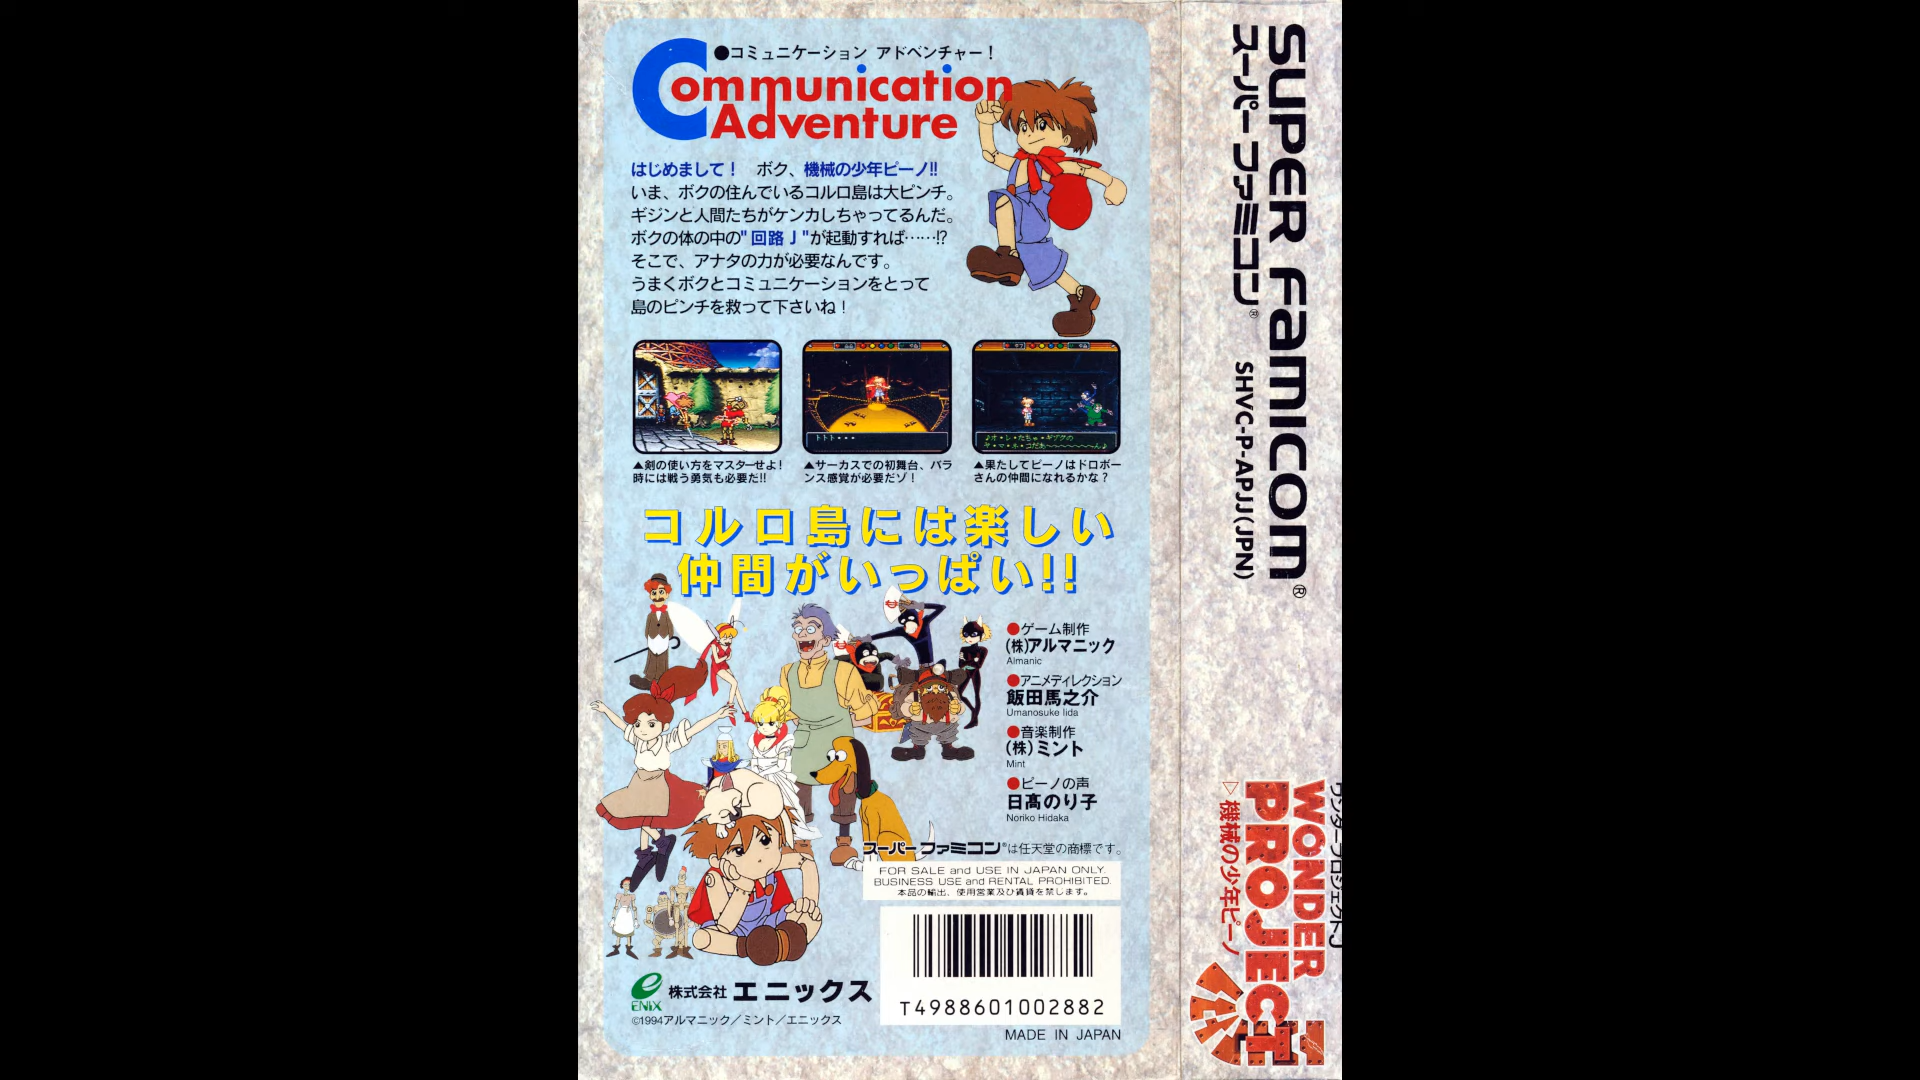 ●コミュニケーション アドベンチャー！
Communication
Adventure
はじめまして！ ボク、機械の少年ピーノ!!
いま、ボクの住んでいるコルロ島は大ピンチ。
ギジンと人間たちがケンカしちゃってるんだ。
ボクの体の中の"回路J"が起動すれば……!?
そこで、アナタの力が必要なんです。
うまくボクとコミュニケーションをとって
島のピンチを救って下さいね！
トトト・・・
♪オ・レ・たちゃ・ギゾクの
▲剣の使い方をマスターせよ！
時には戦う勇気も必要だ!!
▲サーカスでの初舞台、バラ
ンス感覚が必要だゾ！
▲果たしてピーノはドロボー
さんの仲間になれるかな？
コルロ島には楽しい
仲間がいっぱい!!
●ゲーム制作
(株)アルマニック
Almanic
●アニメディレクション
飯田馬之介
Umanosuke Iida
●音楽制作
(株)ミント
Mint
●ピーノの声
日髙のり子
Noriko Hidaka
スーパーファミコン®は任天堂の商標です。
FOR SALE and USE IN JAPAN ONLY.
BUSINESS USE and RENTAL PROHIBITED.
本品の輸出、使用営業及び賃貸を禁じます。
ENIX
株式会社 エニックス
©1994アルマニック／ミント／エニックス
T4988601002882
MADE IN JAPAN
SUPER FAMICOM®
スーパーファミコン®
SHVC-P-APJJ(JPN)
ワンダープロジェクトJ
WONDER
PROJECT
J
▷機械の少年ピーノ